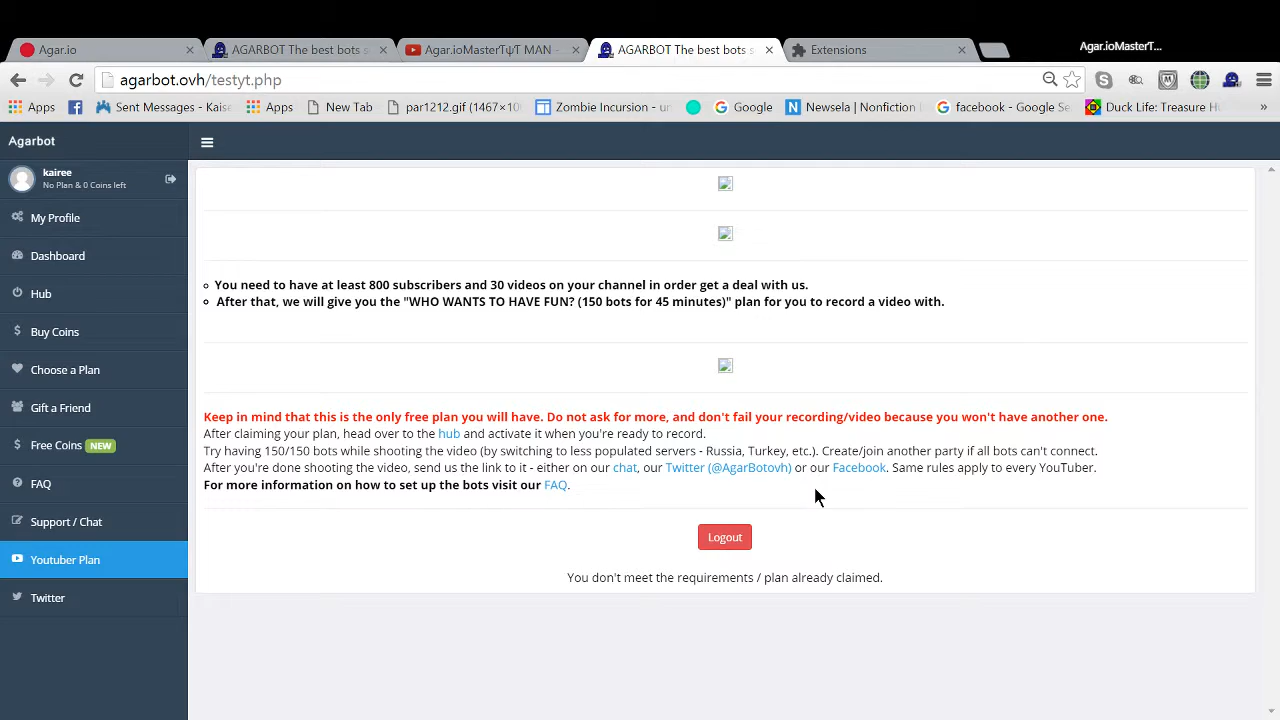 Agar.io
AGARBOT The best bots s
Agar.ioMasterTψT MAN -
AGARBOT The best bots s
Extensions
Agar.ioMasterT...
agarbot.ovh/testyt.php
Apps
Sent Messages - Kais
Apps
New Tab
par1212.gif (1467×10
Zombie Incursion - un
Google
Newsela | Nonfiction
facebook - Google Se
Duck Life: Treasure Hu
Agarbot
kairee
No Plan & 0 Coins left
My Profile
Dashboard
Hub
Buy Coins
Choose a Plan
Gift a Friend
Free Coins NEW
FAQ
Support / Chat
Youtuber Plan
Twitter
You need to have at least 800 subscribers and 30 videos on your channel in order get a deal with us.
After that, we will give you the "WHO WANTS TO HAVE FUN? (150 bots for 45 minutes)" plan for you to record a video with.
Keep in mind that this is the only free plan you will have. Do not ask for more, and don't fail your recording/video because you won't have another one.
After claiming your plan, head over to the hub and activate it when you're ready to record.
Try having 150/150 bots while shooting the video (by switching to less populated servers - Russia, Turkey, etc.). Create/join another party if all bots can't connect.
After you're done shooting the video, send us the link to it - either on our chat, our Twitter (@AgarBotovh) or our Facebook. Same rules apply to every YouTuber.
For more information on how to set up the bots visit our FAQ.
Logout
You don't meet the requirements / plan already claimed.